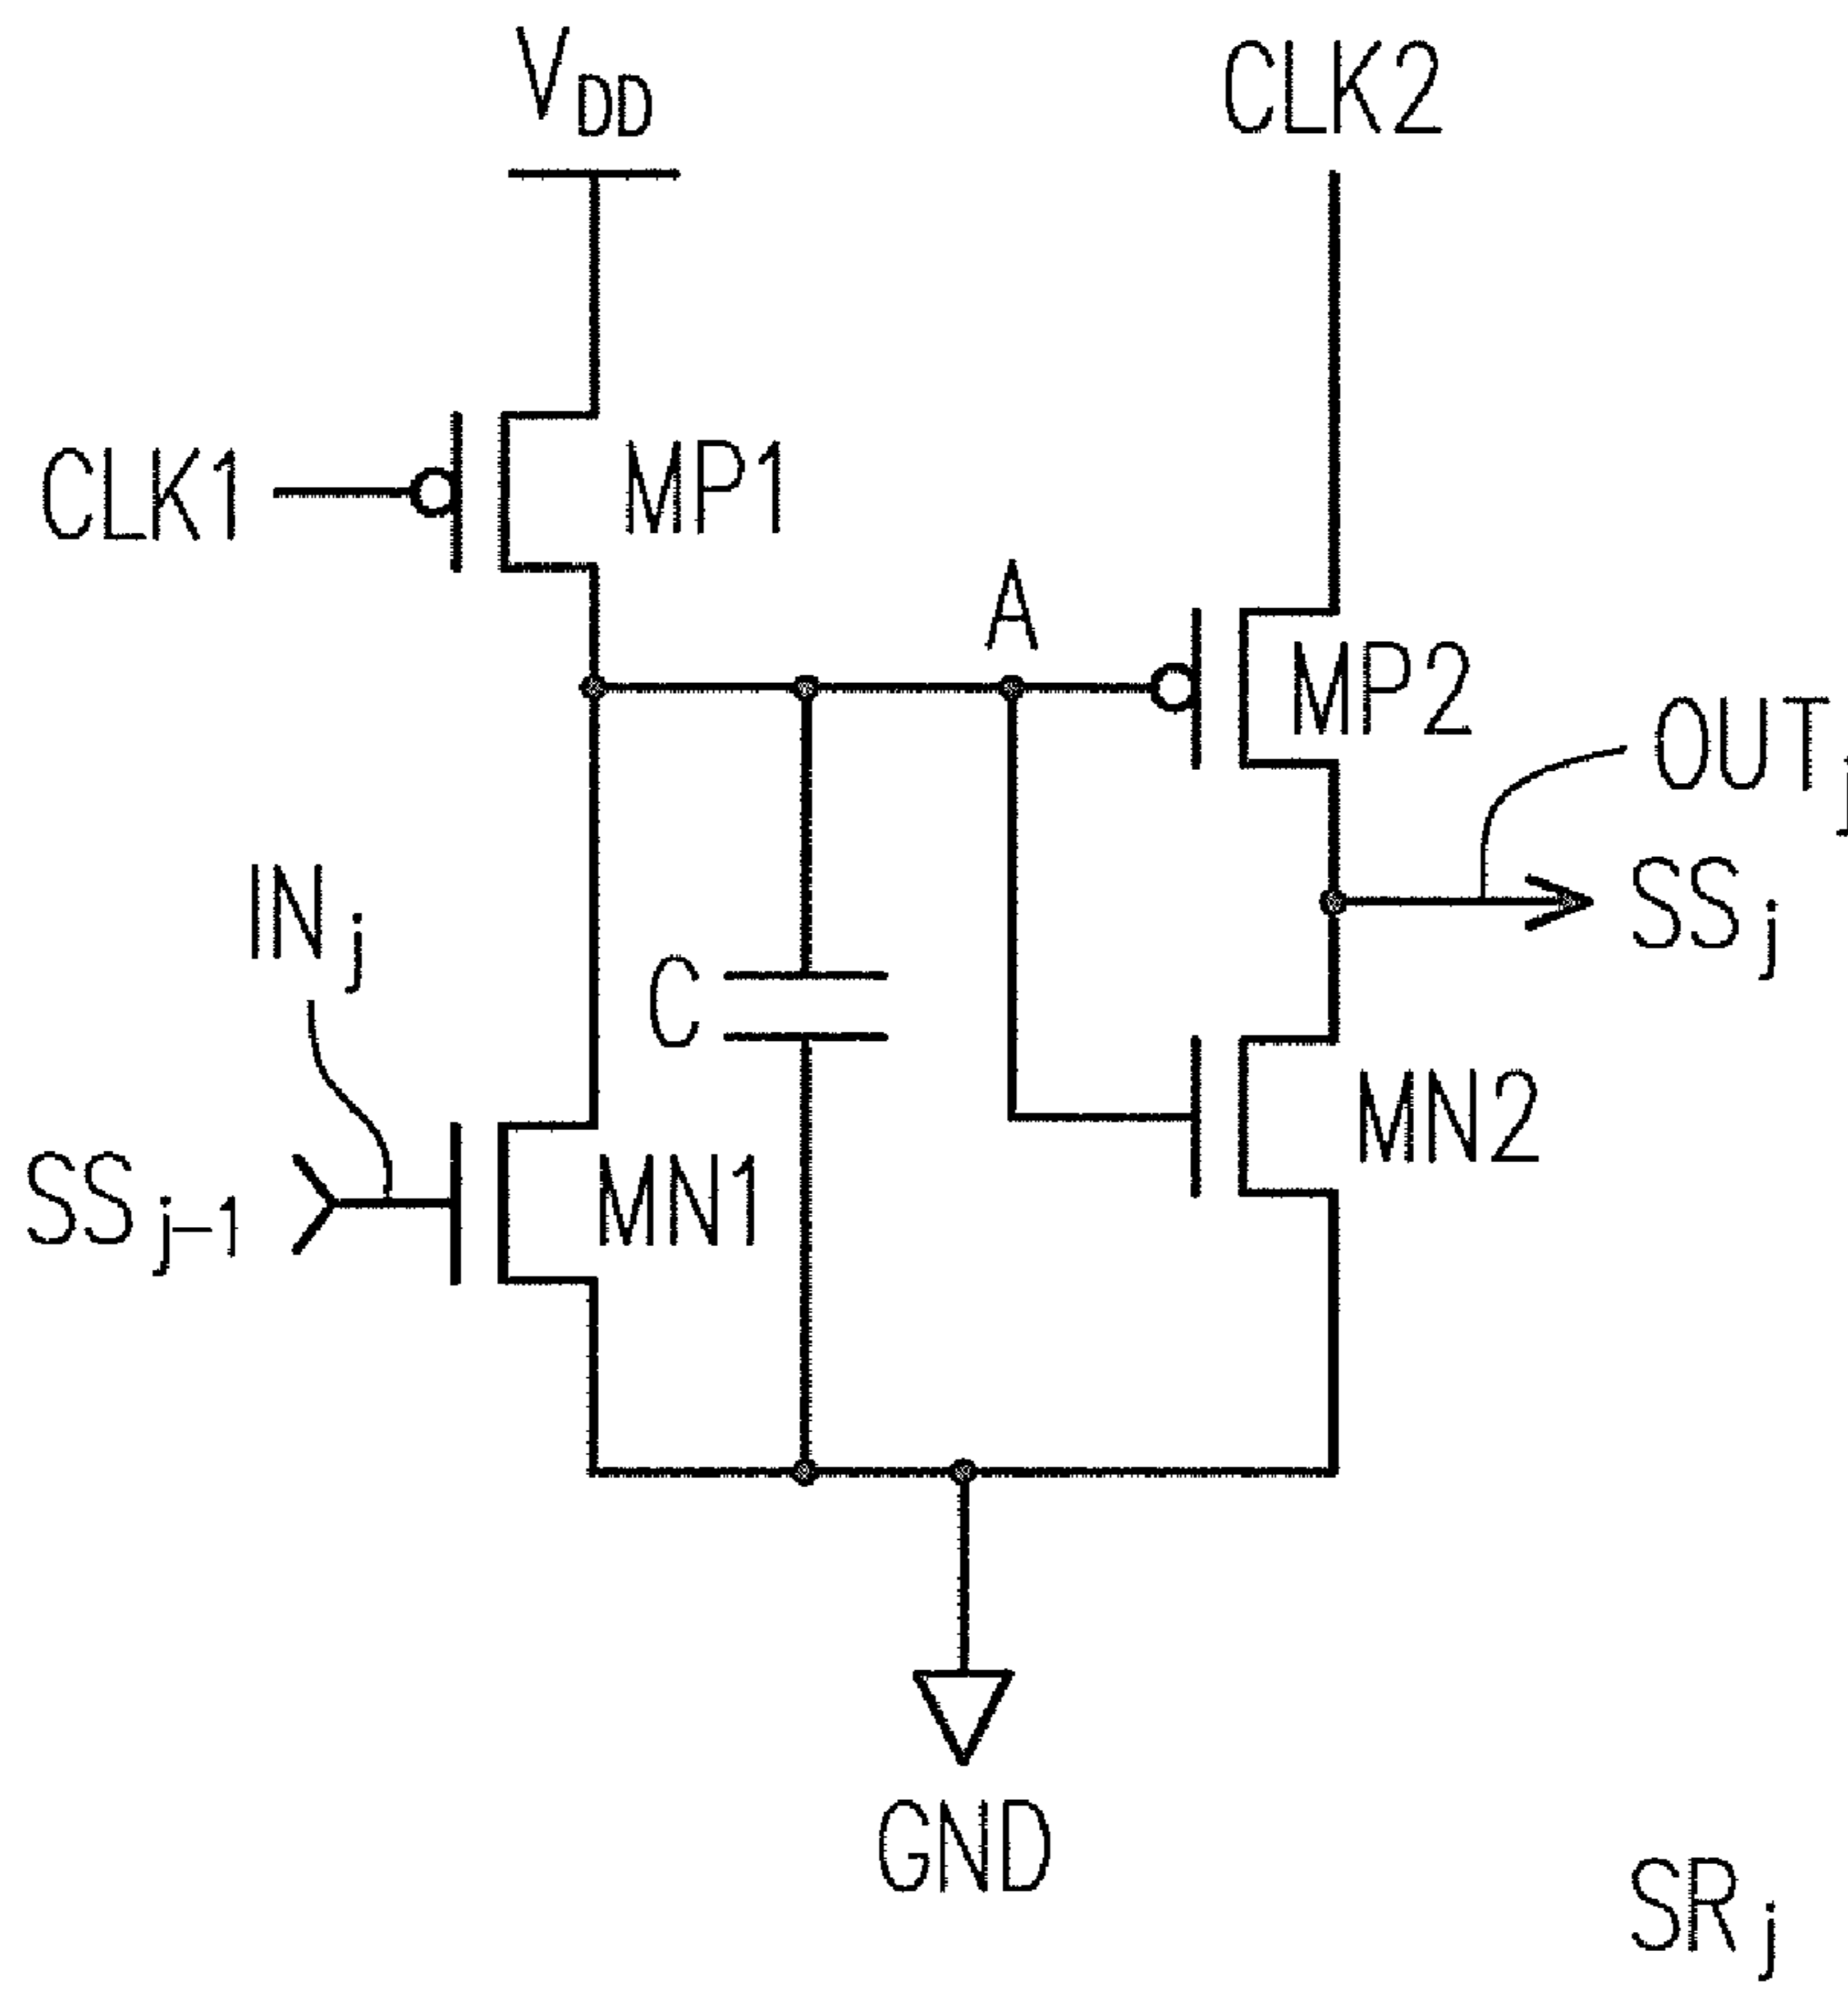 VDD
CLK2
CLK1
MP1
A
MP2
OUTj
INj
SSj
C
MN2
SSj-1
MN1
GND
SRj